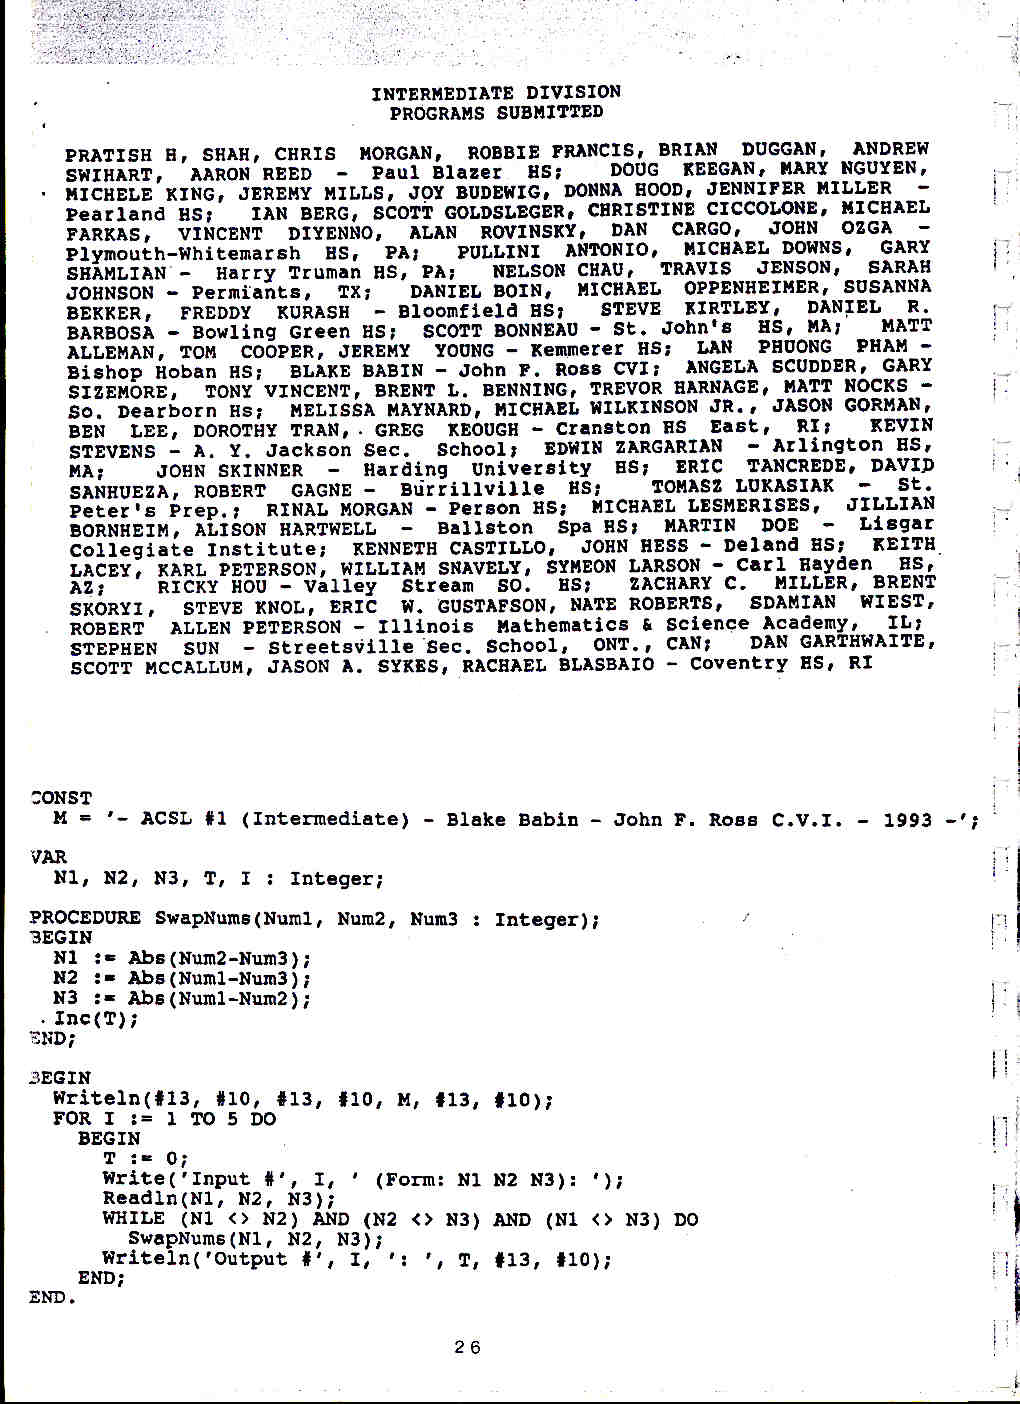 INTERMEDIATE DIVISION
PROGRAMS SUBMITTED
PRATISH H, SHAH, CHRIS MORGAN, ROBBIE FRANCIS, BRIAN DUGGAN, ANDREW
SWIHART, AARON REED - Paul Blazer HS; DOUG KEEGAN, MARY NGUYEN,
MICHELE KING, JEREMY MILLS, JOY BUDEWIG, DONNA HOOD, JENNIFER MILLER -
Pearland HS; IAN BERG, SCOTT GOLDSLEGER, CHRISTINE CICCOLONE, MICHAEL
FARKAS, VINCENT DIYENNO, ALAN ROVINSKY, DAN CARGO, JOHN OZGA -
Plymouth-Whitemarsh HS, PA; PULLINI ANTONIO, MICHAEL DOWNS, GARY
SHAMLIAN - Harry Truman HS, PA; NELSON CHAU, TRAVIS JENSON, SARAH
JOHNSON - Permiants, TX; DANIEL BOIN, MICHAEL OPPENHEIMER, SUSANNA
BEKKER, FREDDY KURASH - Bloomfield HS; STEVE KIRTLEY, DANIEL R.
BARBOSA - Bowling Green HS; SCOTT BONNEAU - St. John's HS, MA; MATT
ALLEMAN, TOM COOPER, JEREMY YOUNG - Kemmerer HS; LAN PHUONG PHAM -
Bishop Hoban HS; BLAKE BABIN - John F. Ross CVI; ANGELA SCUDDER, GARY
SIZEMORE, TONY VINCENT, BRENT L. BENNING, TREVOR HARNAGE, MATT NOCKS -
So. Dearborn Hs; MELISSA MAYNARD, MICHAEL WILKINSON JR., JASON GORMAN,
BEN LEE, DOROTHY TRAN, GREG KEOUGH - Cranston HS East, RI; KEVIN
STEVENS - A. Y. Jackson Sec. School; EDWIN ZARGARIAN - Arlington HS,
MA; JOHN SKINNER - Harding University HS; ERIC TANCREDE, DAVID
SANHUEZA, ROBERT GAGNE - Burrillville HS; TOMASZ LUKASIAK - St.
Peter's Prep.; RINAL MORGAN - Person HS; MICHAEL LESMERISES, JILLIAN
BORNHEIM, ALISON HARTWELL - Ballston Spa HS; MARTIN DOE - Lisgar
Collegiate Institute; KENNETH CASTILLO, JOHN HESS - Deland HS; KEITH
LACEY, KARL PETERSON, WILLIAM SNAVELY, SYMEON LARSON - Carl Hayden HS,
AZ; RICKY HOU - Valley Stream SO. HS; ZACHARY C. MILLER, BRENT
SKORYI, STEVE KNOL, ERIC W. GUSTAFSON, NATE ROBERTS, SDAMIAN WIEST,
ROBERT ALLEN PETERSON - Illinois Mathematics & Science Academy, IL;
STEPHEN SUN - Streetsville Sec. School, ONT., CAN; DAN GARTHWAITE,
SCOTT MCCALLUM, JASON A. SYKES, RACHAEL BLASBAIO - Coventry HS, RI
CONST
M = '- ACSL #1 (Intermediate) - Blake Babin - John F. Ross C.V.I. - 1993 -';
VAR
N1, N2, N3, T, I : Integer;
PROCEDURE SwapNums(Num1, Num2, Num3 : Integer);
BEGIN
N1 := Abs(Num2-Num3);
N2 := Abs(Num1-Num3);
N3 := Abs(Num1-Num2);
Inc(T);
END;
BEGIN
Writeln(#13, #10, #13, #10, M, #13, #10);
FOR I := 1 TO 5 DO
BEGIN
T := 0;
Write('Input #', I, ' (Form: N1 N2 N3): ');
Readln(N1, N2, N3);
WHILE (N1 <> N2) AND (N2 <> N3) AND (N1 <> N3) DO
SwapNums(N1, N2, N3);
Writeln('Output #', I, ': ', T, #13, #10);
END;
END.
26